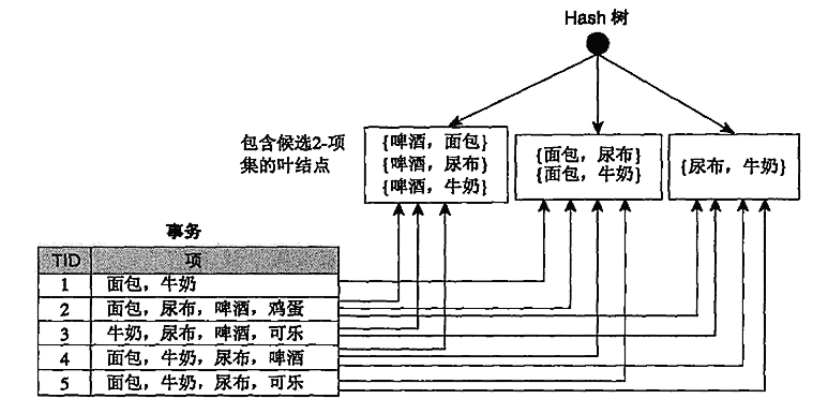 Hash 树
包含候选2-项
集的叶结点
{啤酒，面包}
{啤酒，尿布}
{啤酒，牛奶}
{面包，尿布}
{面包，牛奶}
{尿布，牛奶}
事务
TID 项
1 面包，牛奶
2 面包，尿布，啤酒，鸡蛋
3 牛奶，尿布，啤酒，可乐
4 面包，牛奶，尿布，啤酒
5 面包，牛奶，尿布，可乐